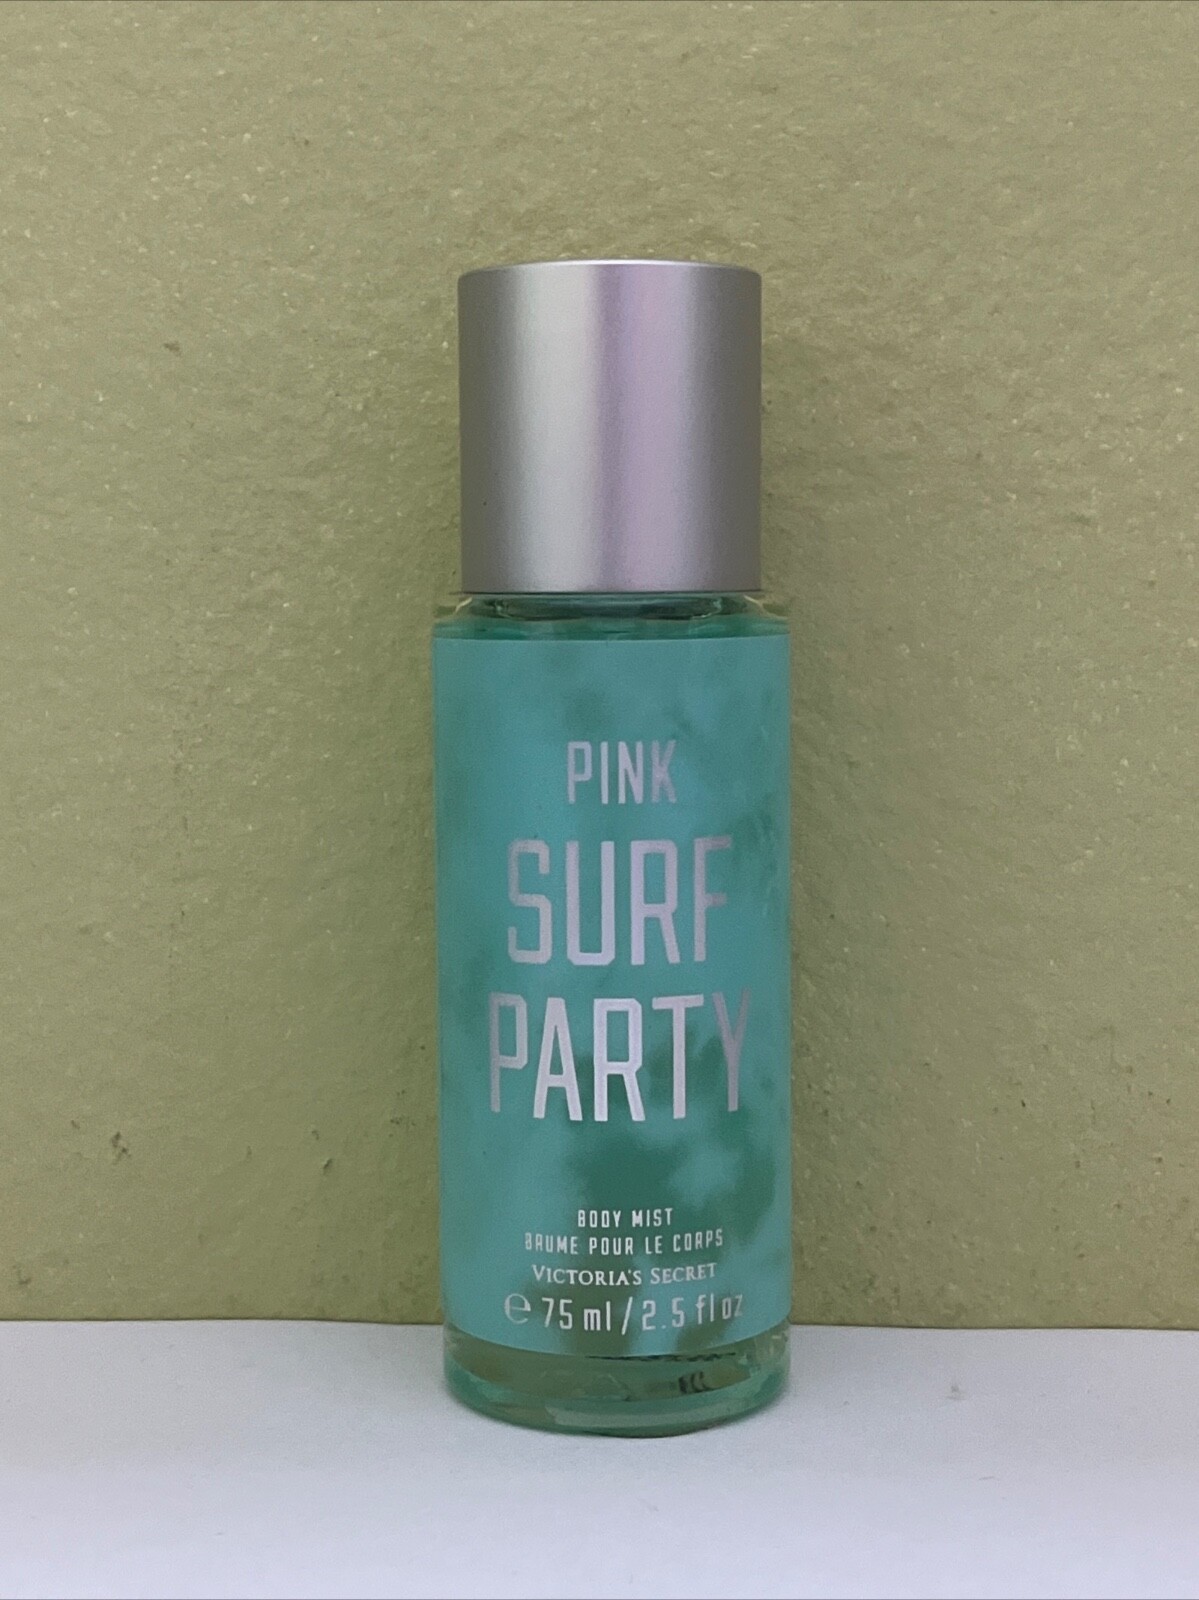 PINK
SURF
PARTY
BODY MIST
BRUME POUR LE CORPS
VICTORIA'S SECRET
℮ 75 ml / 2.5 fl oz